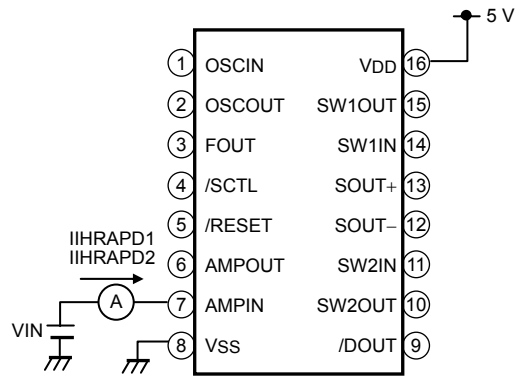 5 V
1 OSCIN VDD 16
2 OSCOUT SW1OUT 15
3 FOUT SW1IN 14
4 /SCTL SOUT+ 13
5 /RESET SOUT− 12
IIHRAPD1
IIHRAPD2
6 AMPOUT SW2IN 11
A 7 AMPIN SW2OUT 10
VIN
8 VSS /DOUT 9